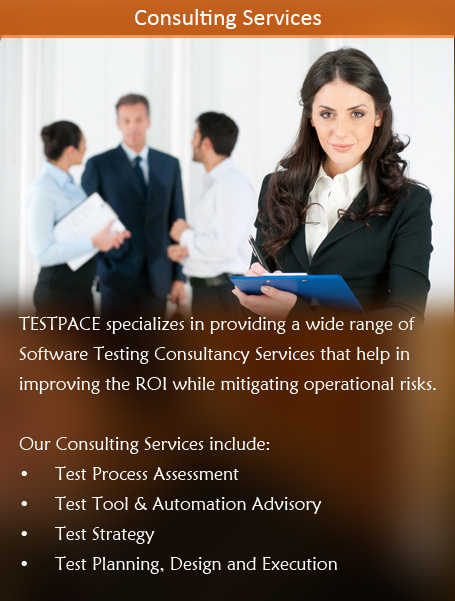 Consulting Services
TESTPACE specializes in providing a wide range of
Software Testing Consultancy Services that help in
improving the ROI while mitigating operational risks.
Our Consulting Services include:
• Test Process Assessment
• Test Tool & Automation Advisory
• Test Strategy
• Test Planning, Design and Execution